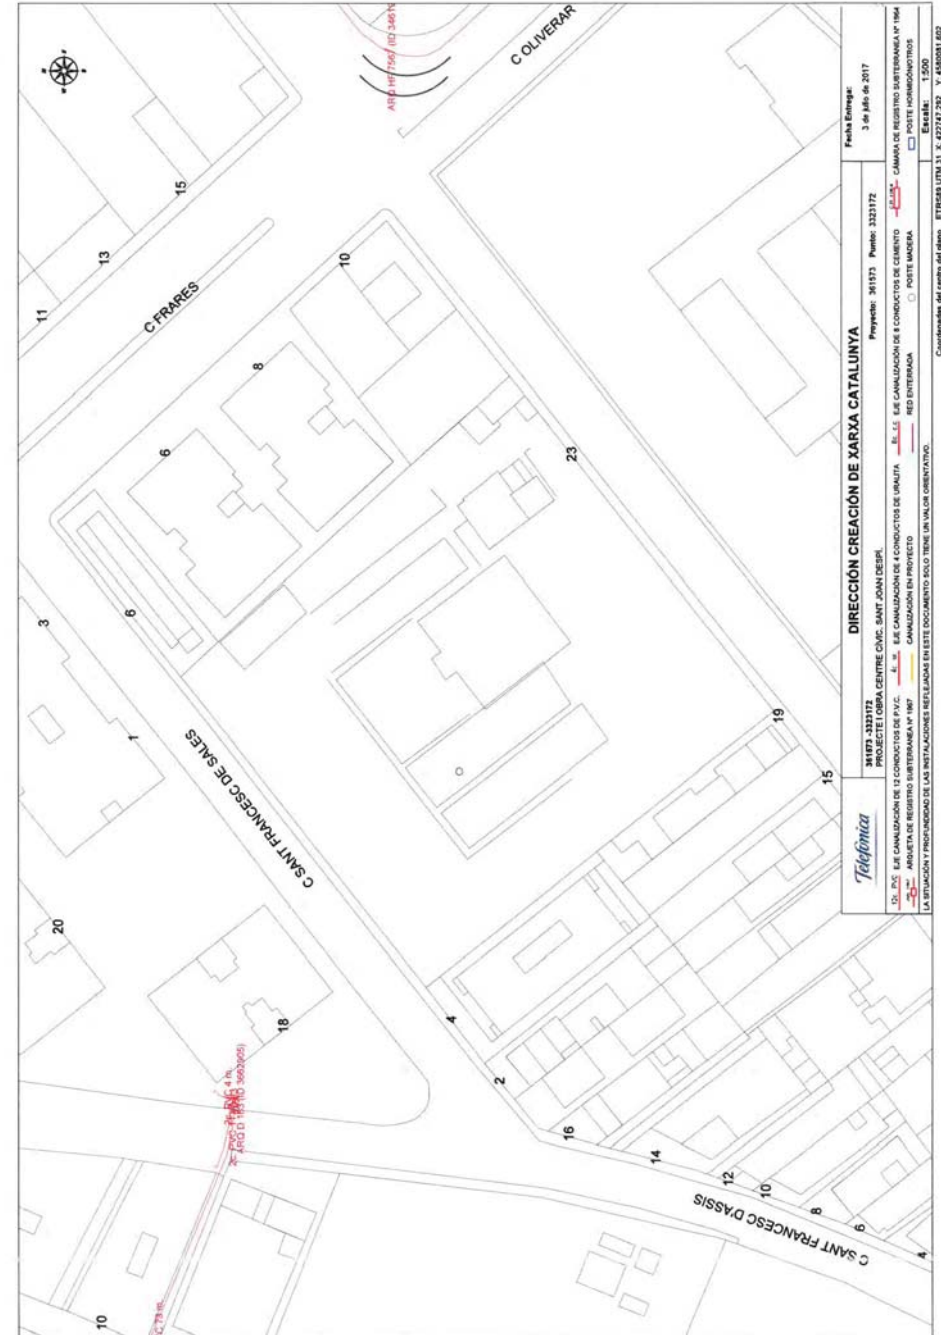 C OLIVERAR
15
13
11
C FRARES
10
8
6
23
6
3
1
C SANT FRANCESC DE SALES
19
15
20
18
4
2
16
14
12
10
8
6
4
C SANT FRANCESC D'ASSIS
10
Telefónica
DIRECCIÓN CREACIÓN DE XARXA CATALUNYA
Fecha Entrega:
3 de julio de 2017
PROJECTE I OBRA CENTRE CÍVIC. SANT JOAN DESPÍ.
Proyecto: 361573 Punto: 3323172
EJE CANALIZACIÓN DE 12 CONDUCTOS DE P.V.C.
EJE CANALIZACIÓN DE 4 CONDUCTOS DE URALITA
EJE CANALIZACIÓN DE 8 CONDUCTOS DE CEMENTO
CÁMARA DE REGISTRO SUBTERRANEA Nº 1964
ARQUETA DE REGISTRO SUBTERRANEA Nº 1967
CANALIZACIÓN EN PROYECTO
RED ENTERRADA
POSTE MADERA
POSTE HORMIGÓN/OTROS
LA SITUACIÓN Y PROFUNDIDAD DE LAS INSTALACIONES REFLEJADAS EN ESTE DOCUMENTO SOLO TIENE UN VALOR ORIENTATIVO.
Escala: 1:500